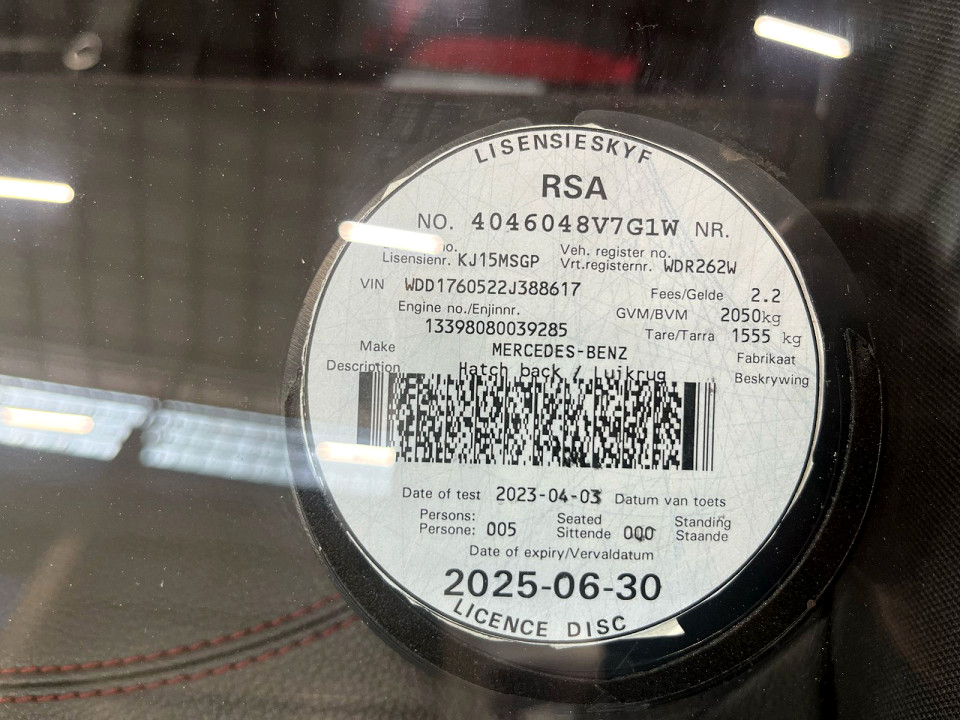 LISENSIESKYF
RSA
NO. 4046048V7G1W NR.
no. Veh. register no.
Lisensienr. KJ15MSGP Vrt.registernr. WDR262W
VIN WDD1760522J388617 Fees/Gelde 2.2
Engine no./Enjinnr. GVM/BVM 2050kg
13398080039285 Tare/Tarra 1555 kg
Make MERCEDES-BENZ Fabrikaat
Description Hatch back / Luikrug Beskrywing
Date of test 2023-04-03 Datum van toets
Persons: Seated Standing
Persone: 005 Sittende 000 Staande
Date of expiry/Vervaldatum
2025-06-30
LICENCE DISC